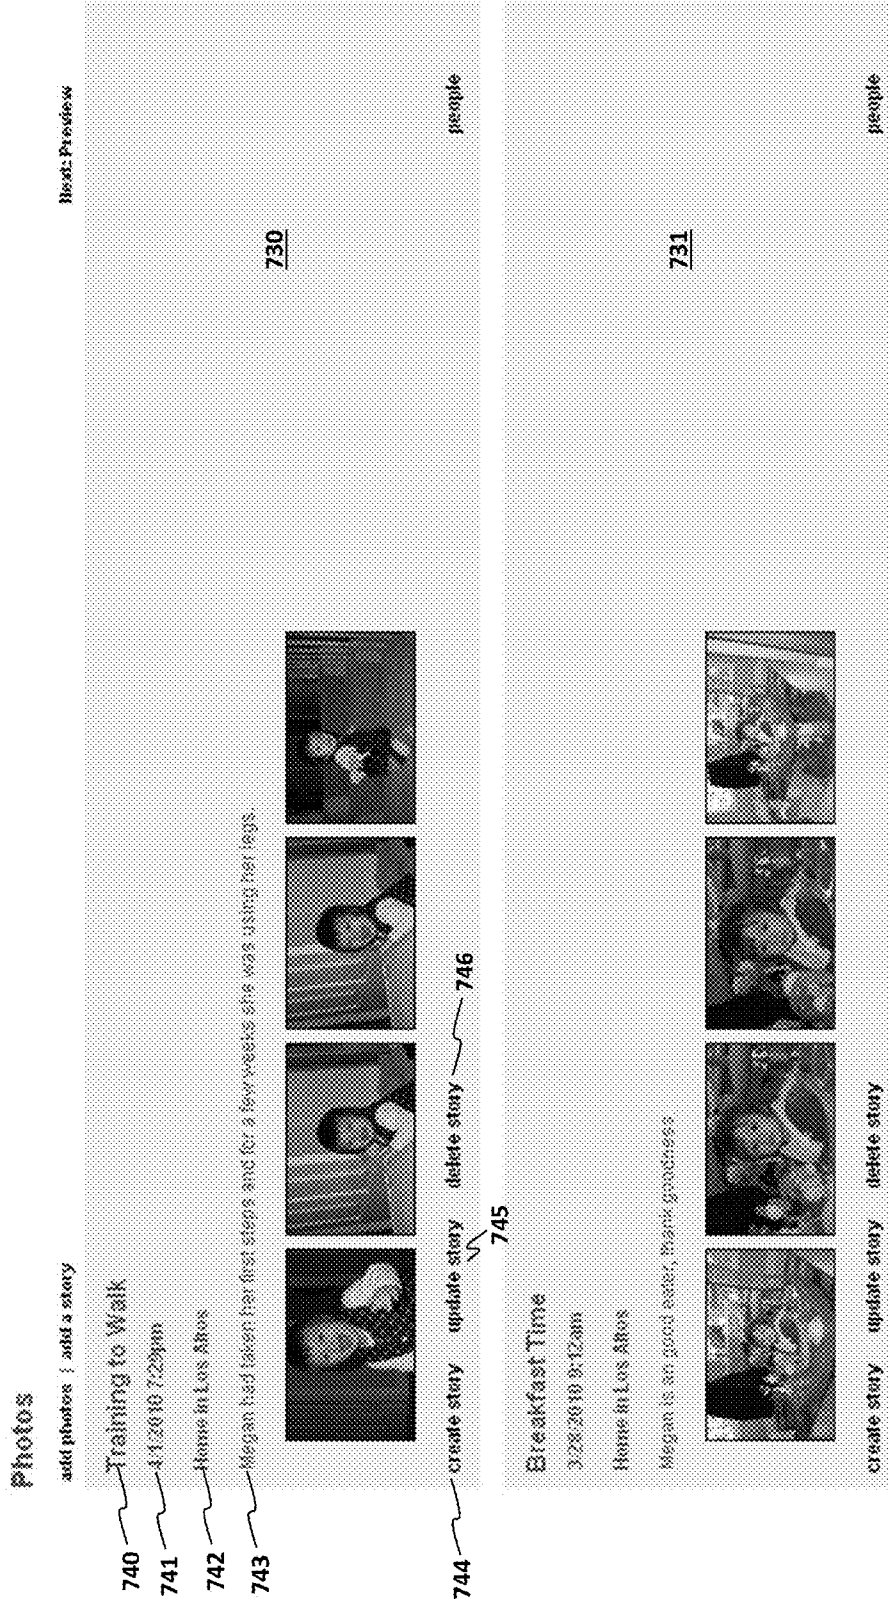 Photos
add photos | add a story
Next: Preview
740
Training to Walk
741
4/1/2010 7:29pm
742
Home in Los Altos
743
Megan had taken her first steps and for a few weeks she was using her legs.
730
744
create story update story delete story people
745
746
Breakfast Time
3/28/2010 9:12am
Home in Los Altos
Megan is an good eater, thank goodness
731
create story update story delete story people